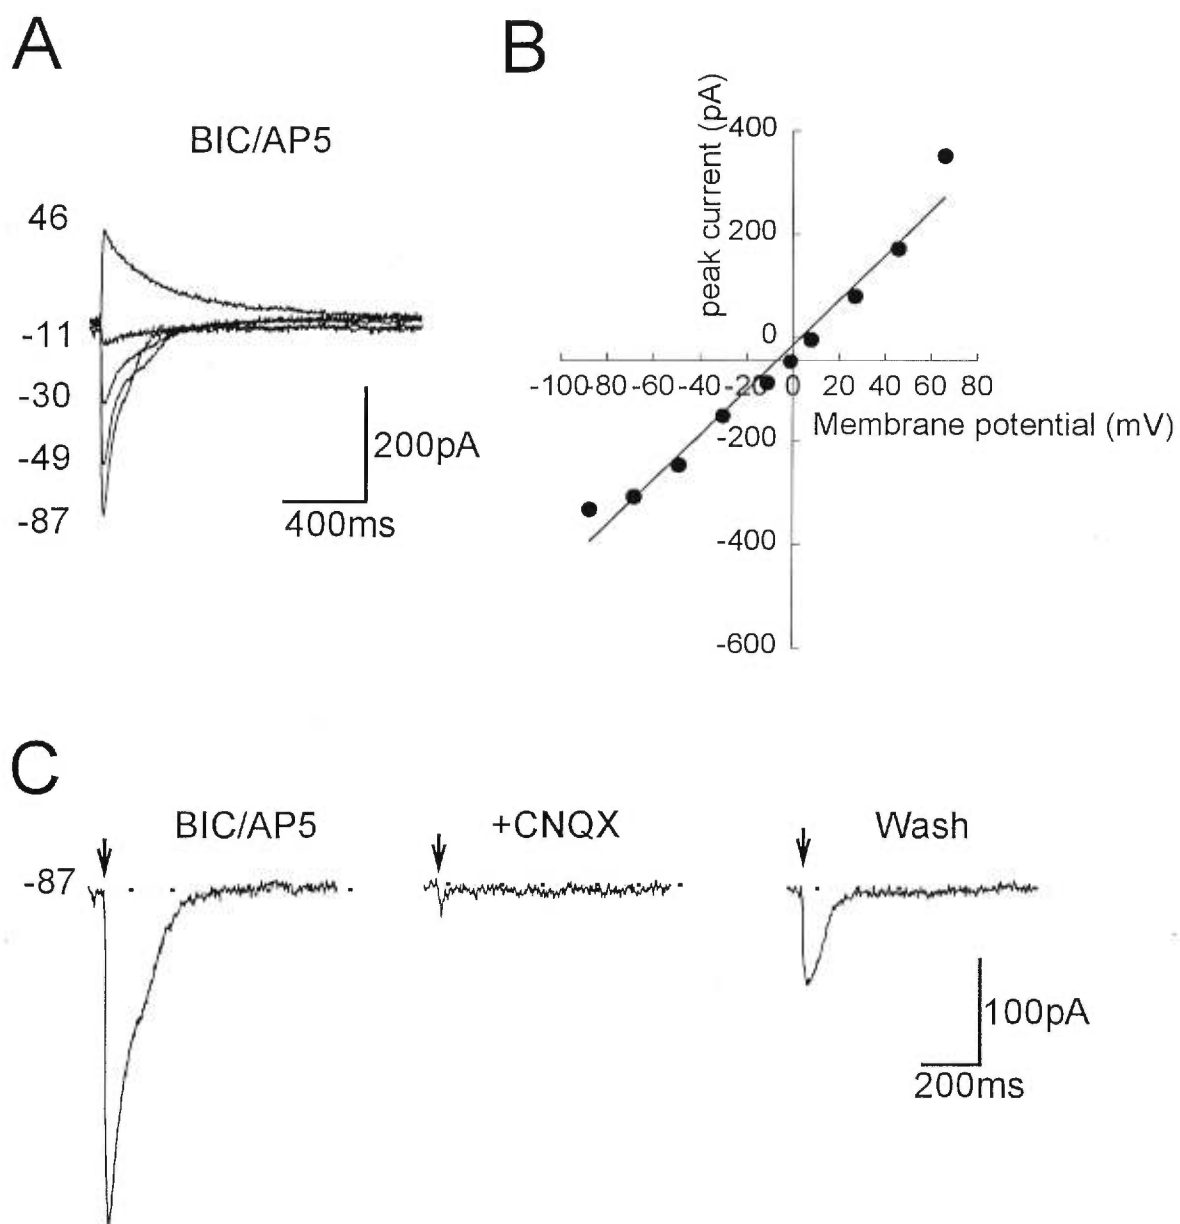 A
BIC/AP5
46
-11
-30
-49
-87
200pA
400ms
B
peak current (pA)
400
200
0
-200
-400
-600
-100 -80 -60 -40 -20 0 20 40 60 80
Membrane potential (mV)
C
BIC/AP5
+CNQX
Wash
-87
100pA
200ms